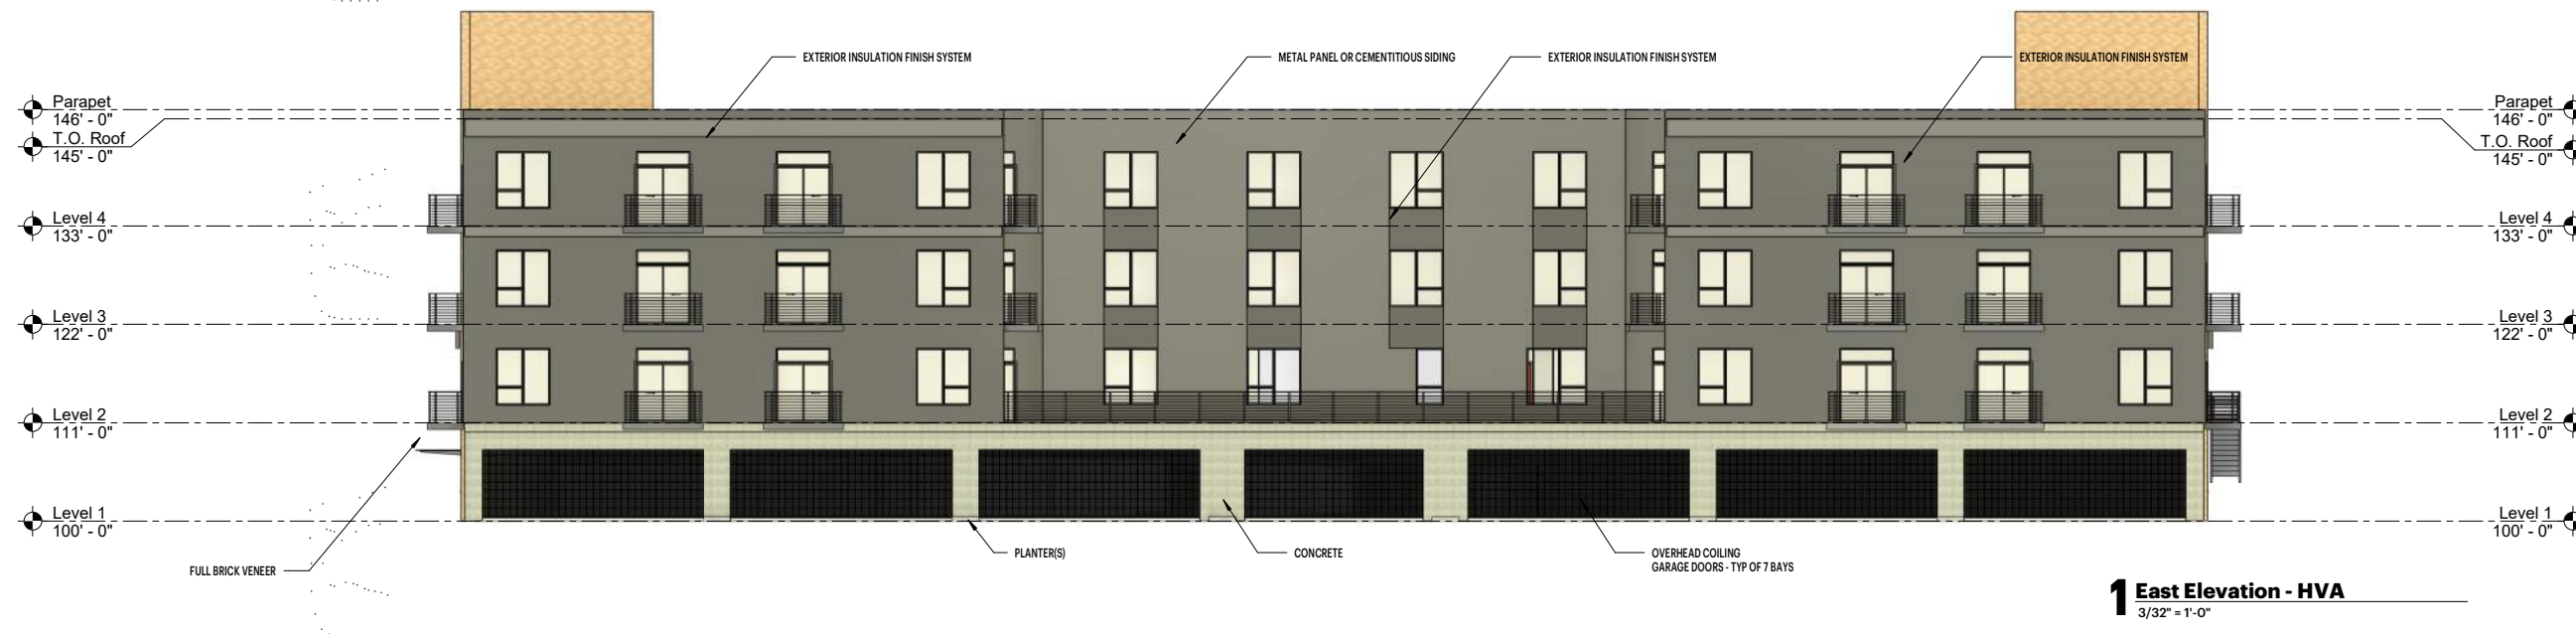 EXTERIOR INSULATION FINISH SYSTEM
METAL PANEL OR CEMENTITIOUS SIDING
EXTERIOR INSULATION FINISH SYSTEM
EXTERIOR INSULATION FINISH SYSTEM
Parapet
146' - 0"
T.O. Roof
145' - 0"
Level 4
133' - 0"
Level 3
122' - 0"
Level 2
111' - 0"
Level 1
100' - 0"
Parapet
146' - 0"
T.O. Roof
145' - 0"
Level 4
133' - 0"
Level 3
122' - 0"
Level 2
111' - 0"
Level 1
100' - 0"
FULL BRICK VENEER
PLANTER(S)
CONCRETE
OVERHEAD COILING
GARAGE DOORS - TYP OF 7 BAYS
1 East Elevation - HVA
3/32" = 1'-0"